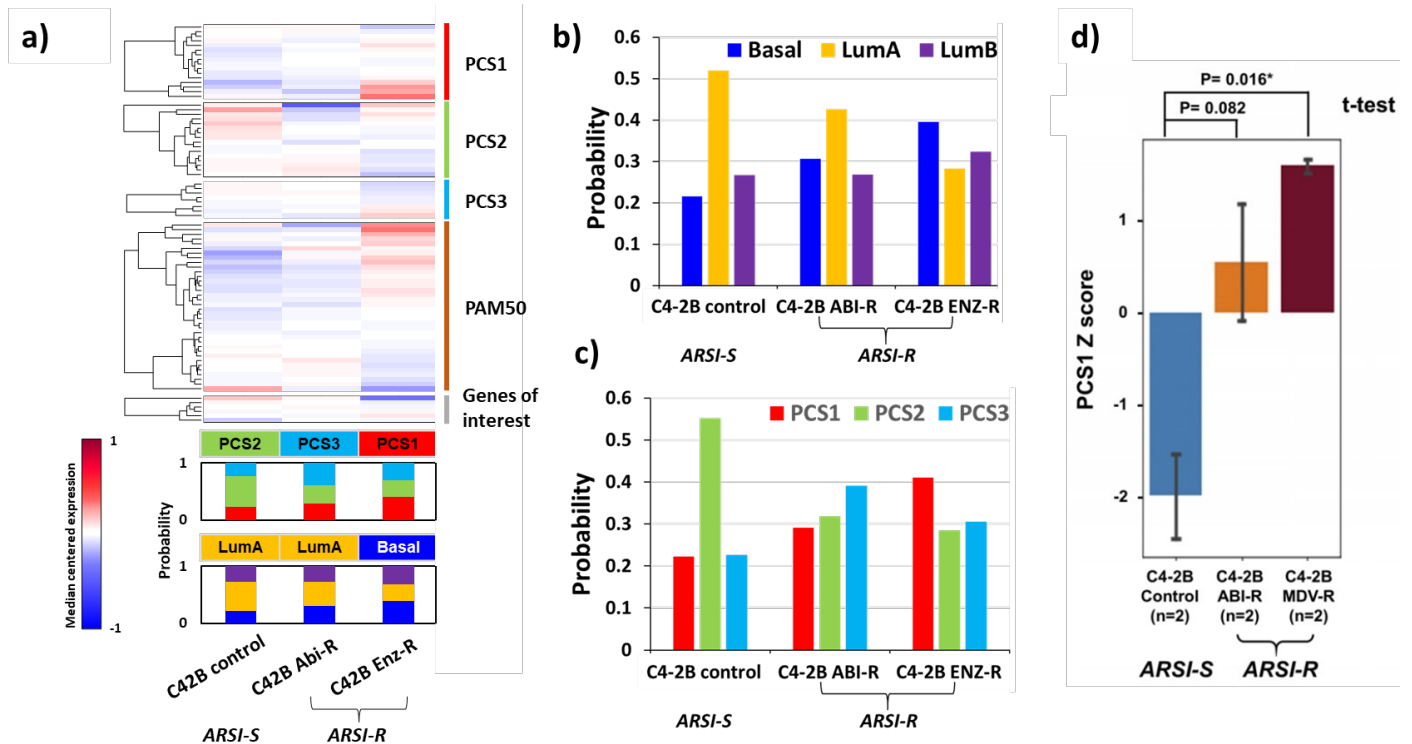 a)
PCS1
PCS2
PCS3
PAM50
Genes of
interest
1
Median centered expression
-1
PCS2 PCS3 PCS1
1
0
Probability
LumA LumA Basal
1
0
C42B control C42B Abi-R C42B Enz-R
ARSI-S ARSI-R
b)
0.6
0.5
0.4
0.3
0.2
0.1
0
Probability
Basal LumA LumB
C4-2B control C4-2B ABI-R C4-2B ENZ-R
ARSI-S ARSI-R
c)
0.6
0.5
0.4
0.3
0.2
0.1
0
Probability
PCS1 PCS2 PCS3
C4-2B control C4-2B ABI-R C4-2B ENZ-R
ARSI-S ARSI-R
d)
P= 0.016*
P= 0.082
t-test
1
0
-1
-2
PCS1 Z score
C4-2B C4-2B C4-2B
Control ABI-R MDV-R
(n=2) (n=2) (n=2)
ARSI-S ARSI-R